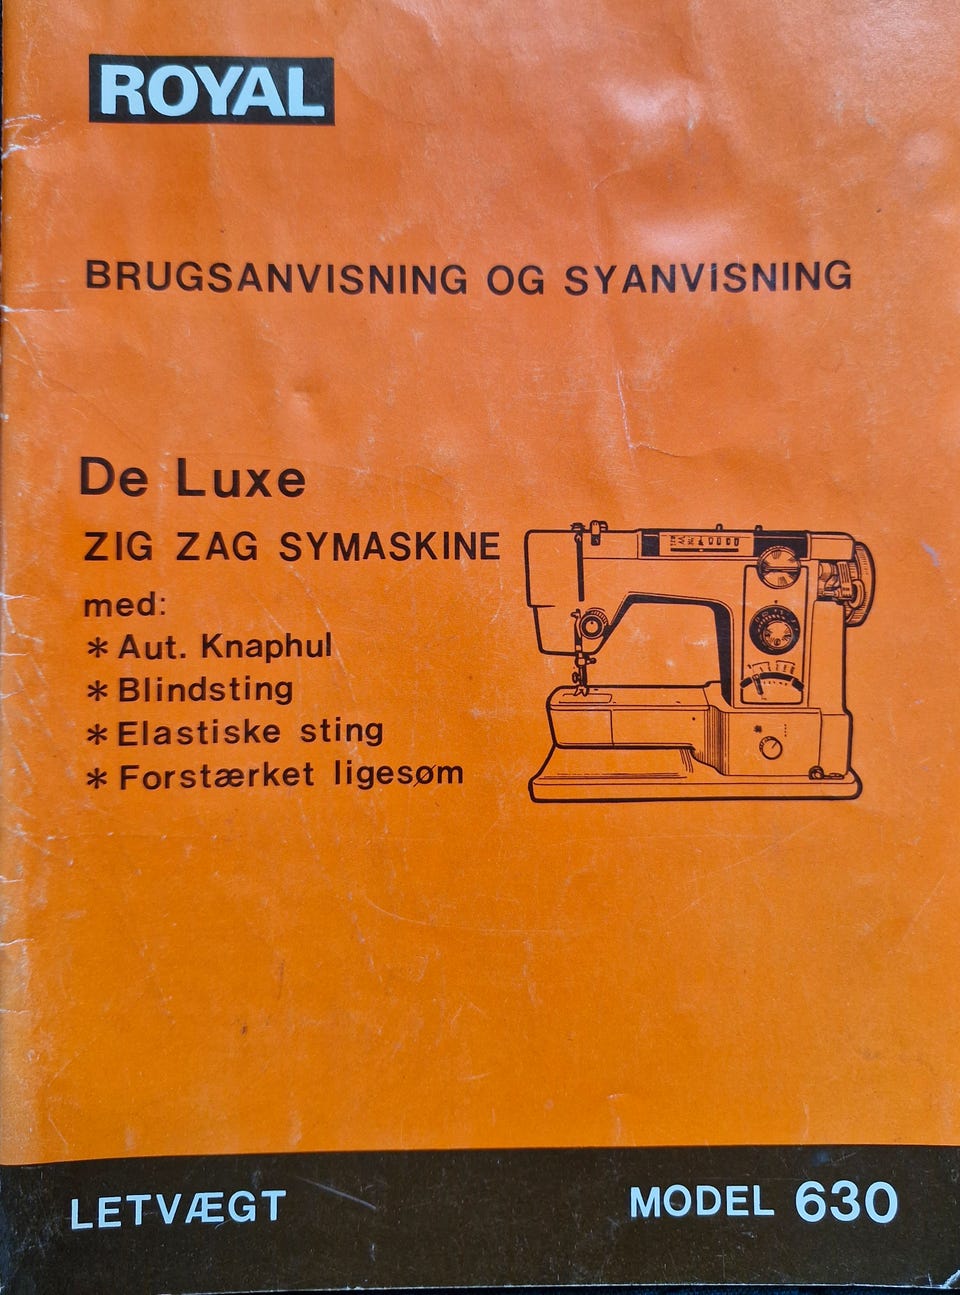 ROYAL
BRUGSANVISNING OG SYANVISNING
De Luxe
ZIG ZAG SYMASKINE
med:
* Aut. Knaphul
* Blindsting
* Elastiske sting
* Forstærket ligesøm
LETVÆGT
MODEL 630